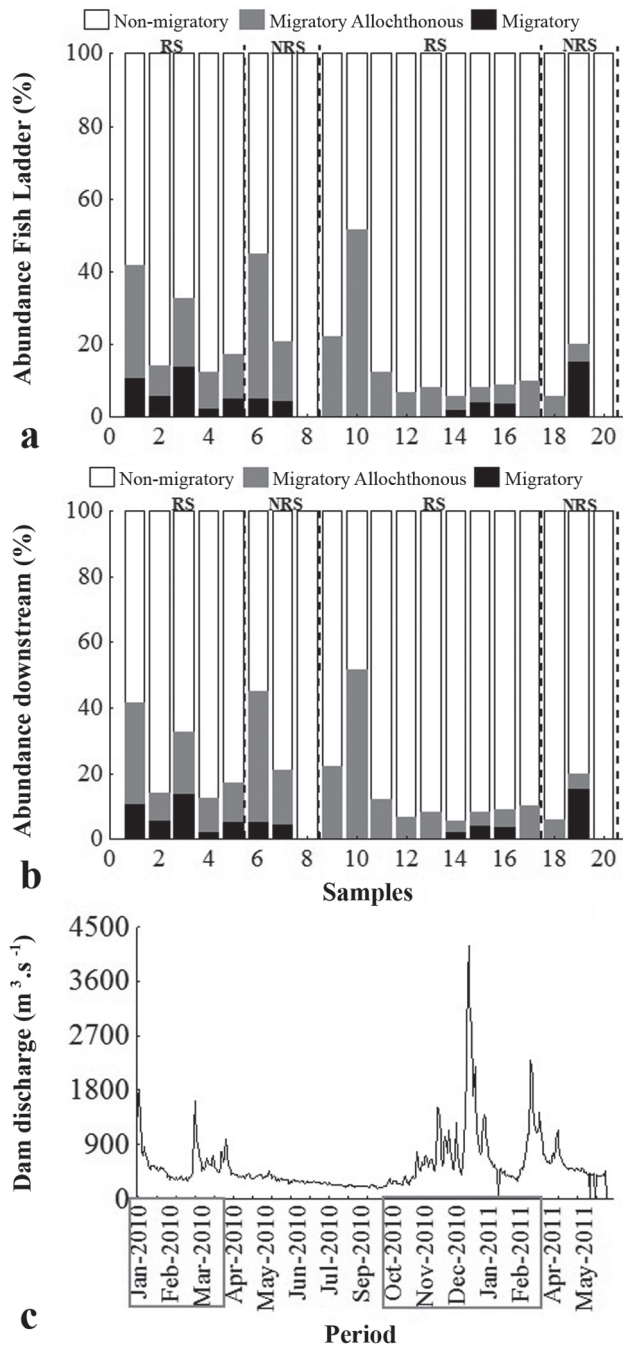 Non-migratory Migratory Allochthonous Migratory
RS NRS RS NRS
Abundance Fish Ladder (%)
100
80
60
40
20
0
0 2 4 6 8 10 12 14 16 18 20
a
Non-migratory Migratory Allochthonous Migratory
RS NRS RS NRS
Abundance downstream (%)
100
80
60
40
20
0
0 2 4 6 8 10 12 14 16 18 20
b
Samples
Dam discharge (m³.s⁻¹)
4500
3600
2700
1800
900
0
Jan-2010
Feb-2010
Mar-2010
Apr-2010
May-2010
Jun-2010
Jul-2010
Sep-2010
Oct-2010
Nov-2010
Dec-2010
Jan-2011
Feb-2011
Apr-2011
May-2011
c
Period